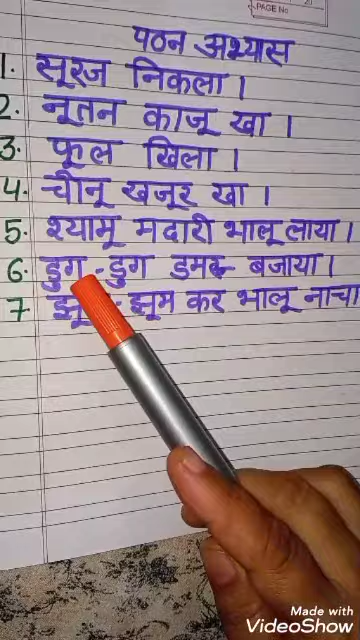 PAGE No
पठन अभ्यास
1. सूरज निकला ।
2. नूतन काजू खा ।
3. फूल खिला ।
4. चीनू खजूर खा ।
5. श्यामू मदारी भालू लाया ।
6. डुग - डुग डमरू बजाया ।
7 - झूम कर भालू नाचा
Made with
VideoShow